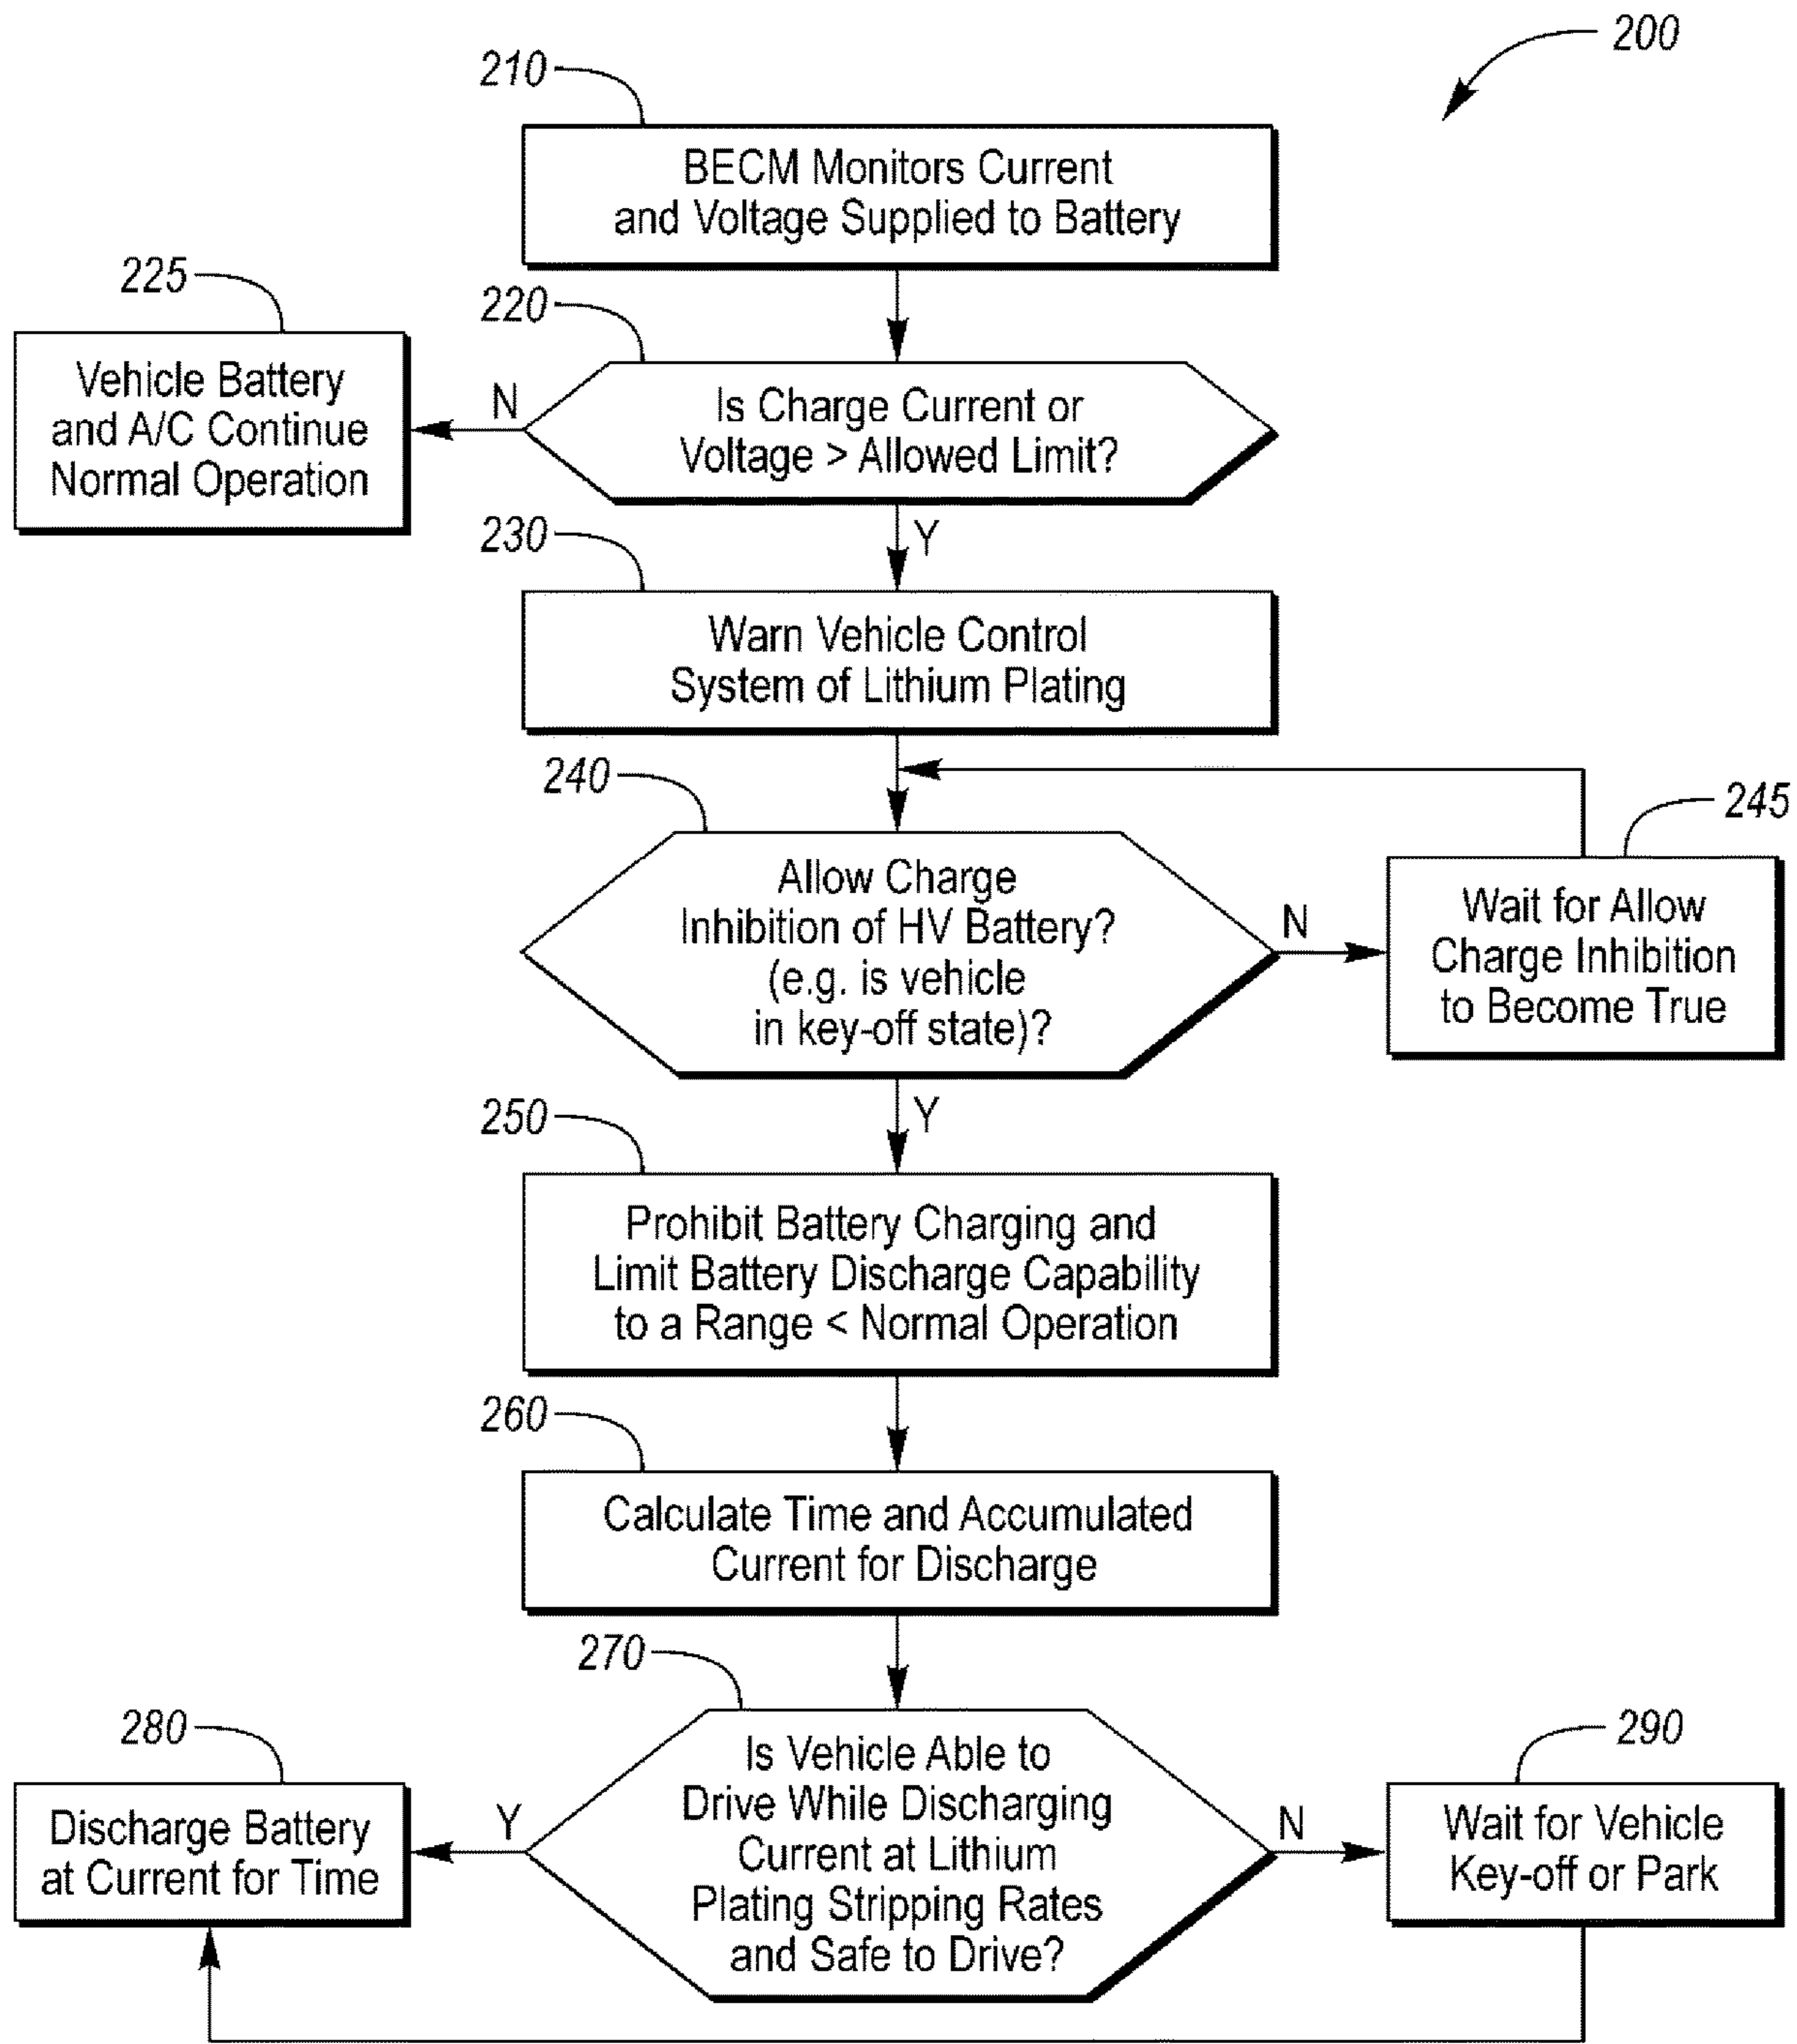 200
210
BECM Monitors Current
and Voltage Supplied to Battery
225
Vehicle Battery
and A/C Continue
Normal Operation
N
220
Is Charge Current or
Voltage > Allowed Limit?
Y
230
Warn Vehicle Control
System of Lithium Plating
240
Allow Charge
Inhibition of HV Battery?
(e.g. is vehicle
in key-off state)?
N
245
Wait for Allow
Charge Inhibition
to Become True
Y
250
Prohibit Battery Charging and
Limit Battery Discharge Capability
to a Range < Normal Operation
260
Calculate Time and Accumulated
Current for Discharge
270
Is Vehicle Able to
Drive While Discharging
Current at Lithium
Plating Stripping Rates
and Safe to Drive?
280
Discharge Battery
at Current for Time
Y
N
290
Wait for Vehicle
Key-off or Park